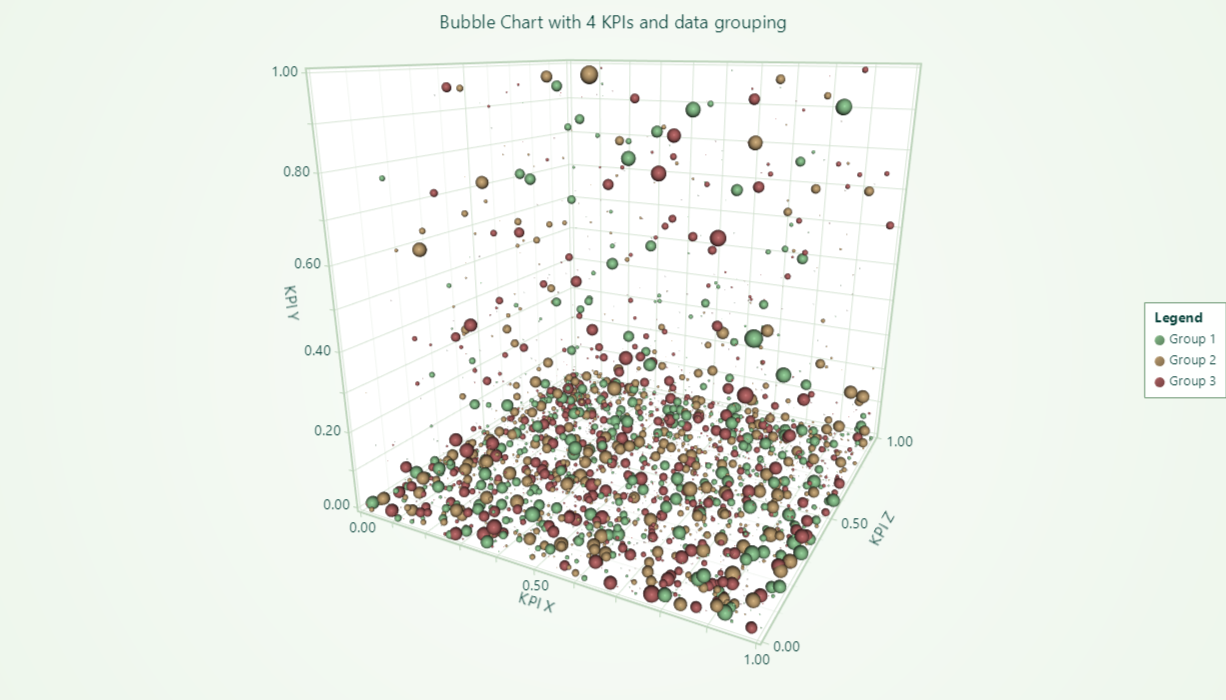 Bubble Chart with 4 KPIs and data grouping
1.00
0.80
0.60
KPI Y
0.40
0.20
0.00
0.00
0.50
KPI X
1.00
0.00
0.50
KPI Z
1.00
Legend
Group 1
Group 2
Group 3